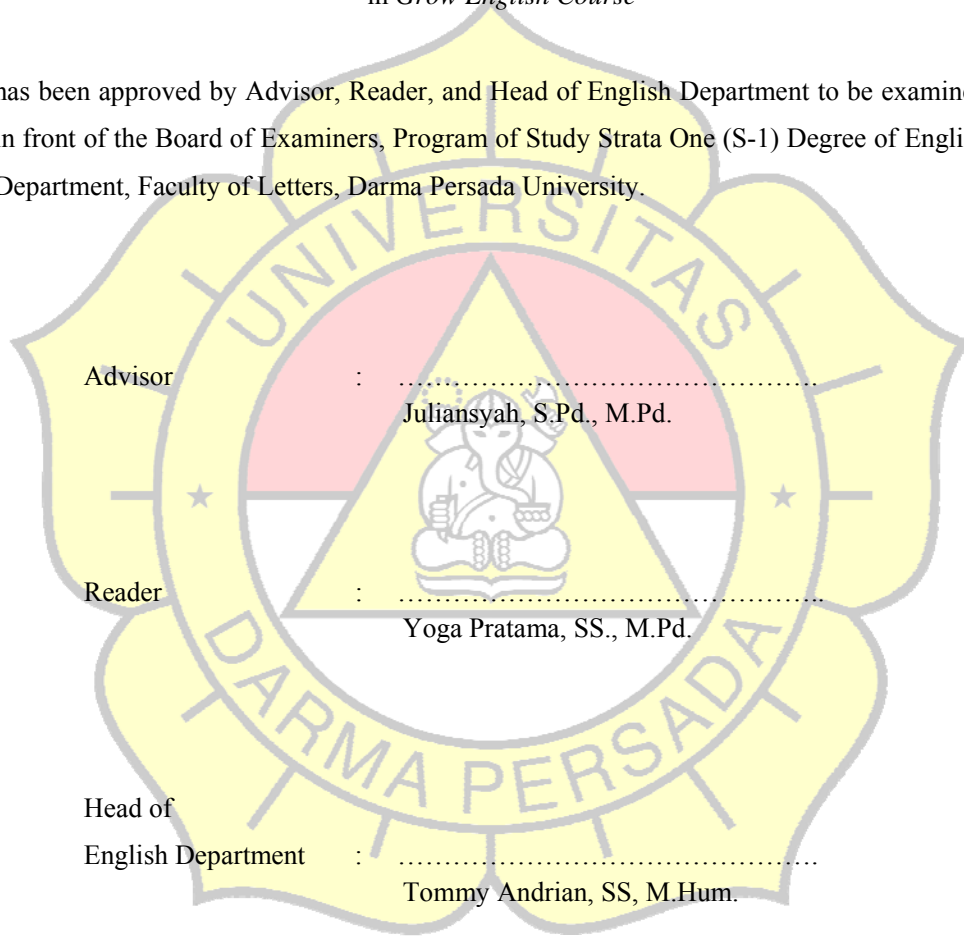 in Grow English Course
has been approved by Advisor, Reader, and Head of English Department to be examine
in front of the Board of Examiners, Program of Study Strata One (S-1) Degree of Engli
Department, Faculty of Letters, Darma Persada University.
UNIVERSITAS
Advisor : …………………………………………
Juliansyah, S.Pd., M.Pd.
Reader : …………………………………………
Yoga Pratama, SS., M.Pd.
DARMA PERSADA
Head of
English Department : …………………………………………
Tommy Andrian, SS, M.Hum.